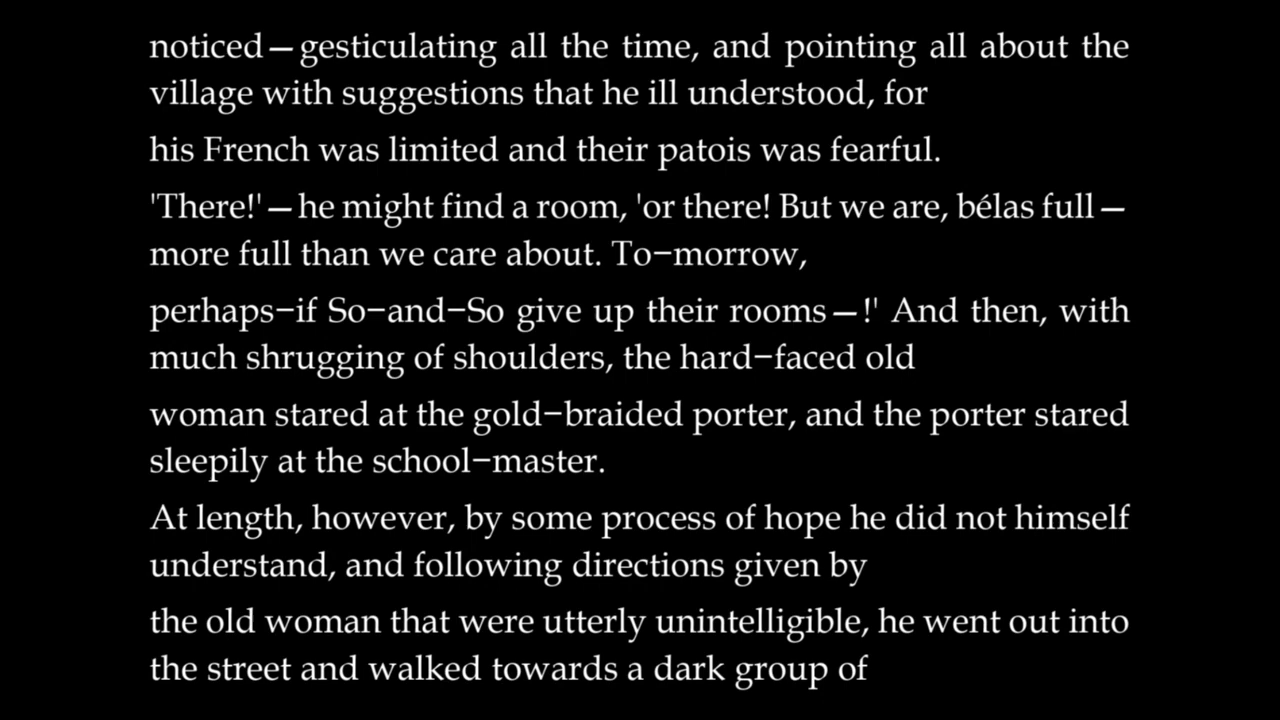 noticed—gesticulating all the time, and pointing all about the
village with suggestions that he ill understood, for
his French was limited and their patois was fearful.
'There!'—he might find a room, 'or there! But we are, bélas full—
more full than we care about. To−morrow,
perhaps−if So−and−So give up their rooms—!' And then, with
much shrugging of shoulders, the hard−faced old
woman stared at the gold−braided porter, and the porter stared
sleepily at the school−master.
At length, however, by some process of hope he did not himself
understand, and following directions given by
the old woman that were utterly unintelligible, he went out into
the street and walked towards a dark group of